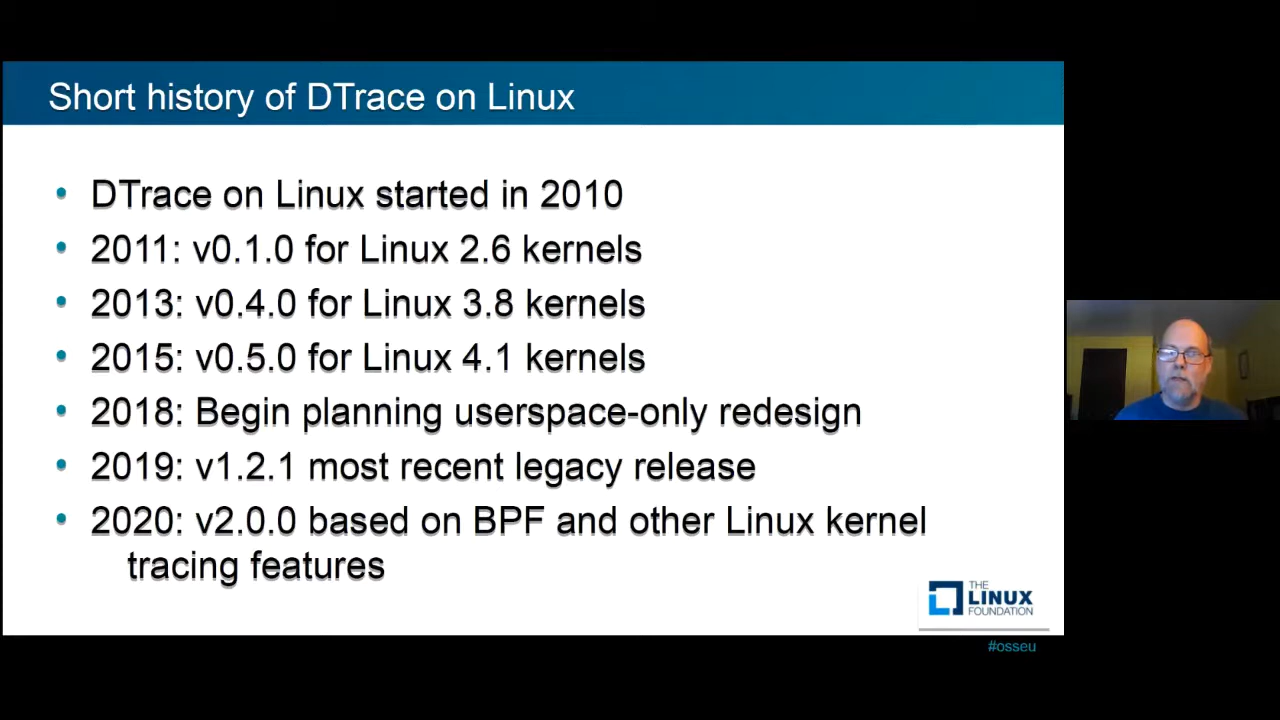 Short history of DTrace on Linux
• DTrace on Linux started in 2010
• 2011: v0.1.0 for Linux 2.6 kernels
• 2013: v0.4.0 for Linux 3.8 kernels
• 2015: v0.5.0 for Linux 4.1 kernels
• 2018: Begin planning userspace-only redesign
• 2019: v1.2.1 most recent legacy release
• 2020: v2.0.0 based on BPF and other Linux kernel
tracing features
THE
LINUX
FOUNDATION
#osseu